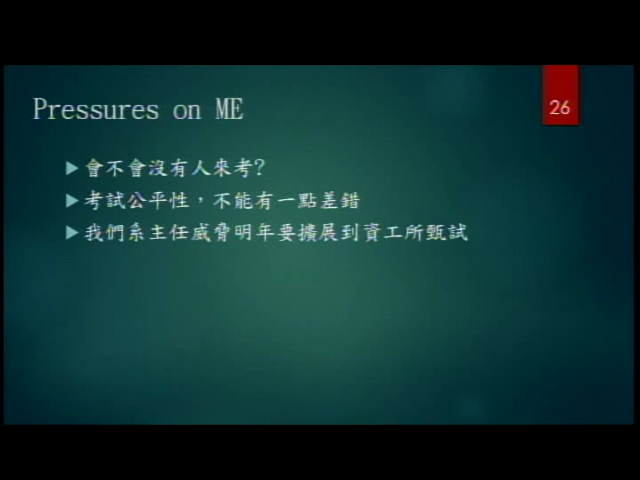 Pressures on ME
26
會不會沒有人來考?
考試公平性，不能有一點差錯
我們系主任威脅明年要擴展到資工所甄試